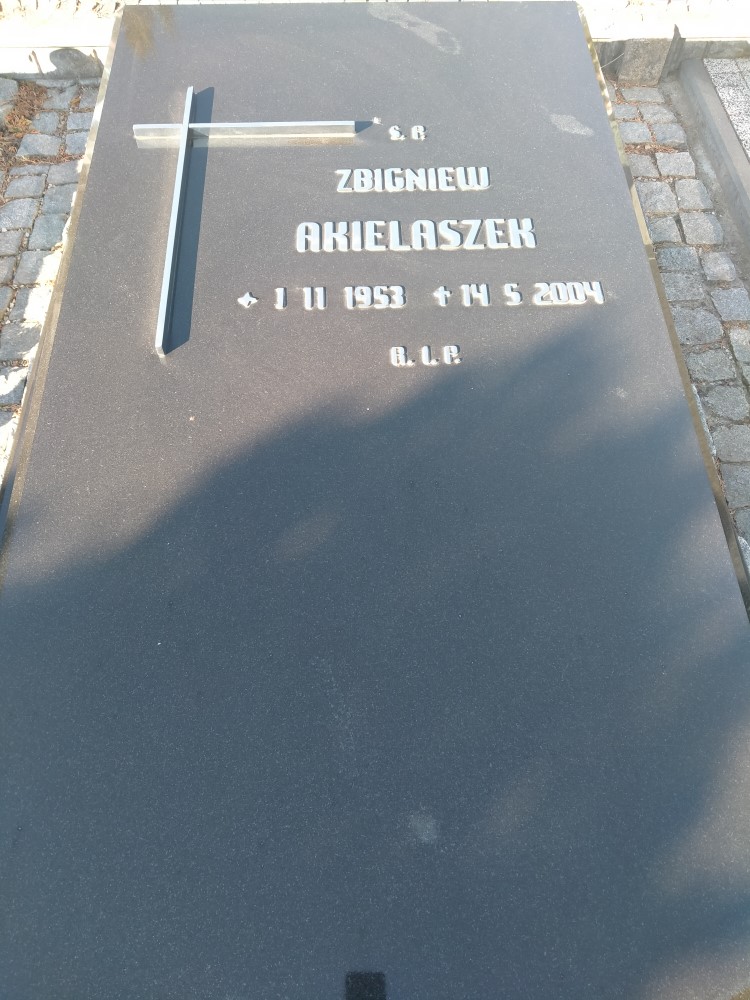 Ś. P.
ZBIGNIEW
AKIELASZEK
✦ 1 11 1953 ✝ 14 5 2004
R. I. P.